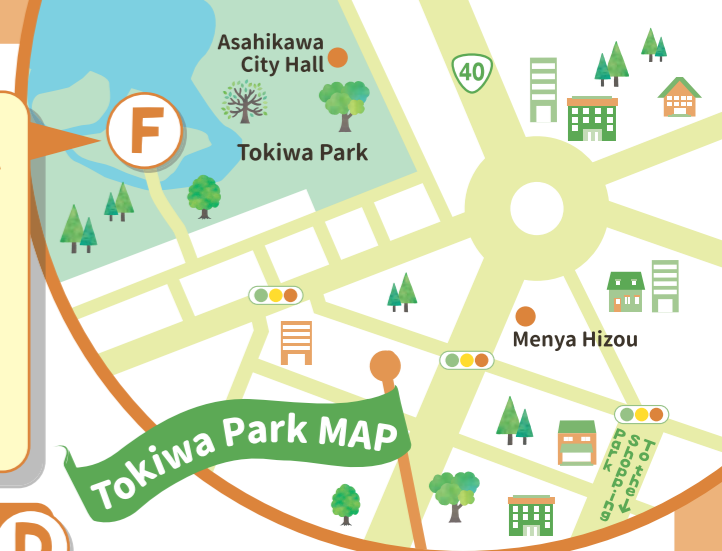 Asahikawa
City Hall
40
F
Tokiwa Park
Menya Hizou
Tokiwa Park MAP
To the
Shopping
Park
D